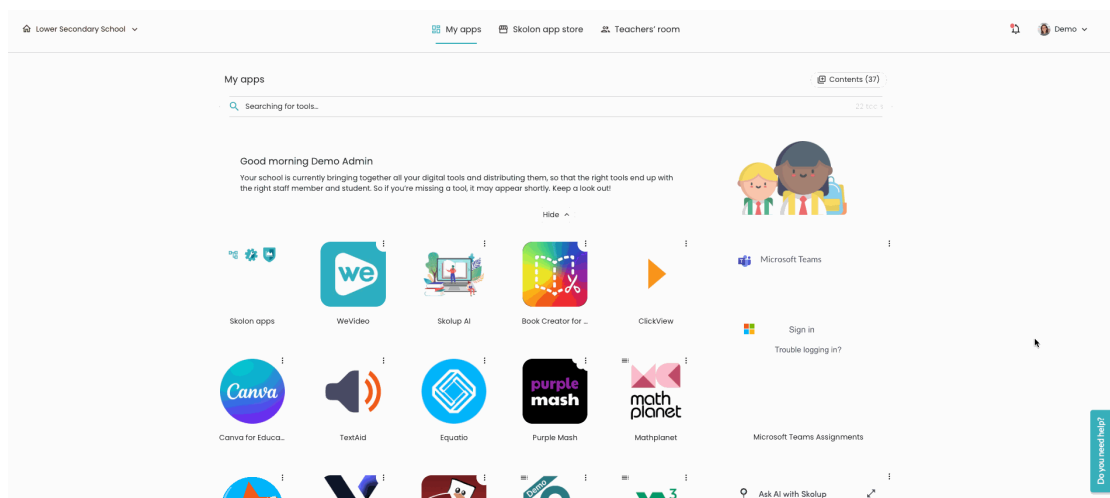 Lower Secondary School
My apps
Skolon app store
Teachers' room
Demo
My apps
Contents (37)
Searching for tools...
Good morning Demo Admin
Your school is currently bringing together all your digital tools and distributing them, so that the right tools end up with
the right staff member and student. So if you're missing a tool, it may appear shortly. Keep a look out!
Hide
we
Microsoft Teams
Skolon apps
WeVideo
Skolup AI
Book Creator for ...
ClickView
Sign in
Trouble logging in?
Canva
purple
mash
math
planet
Canva for Educa...
TextAid
Equatio
Purple Mash
Mathplanet
Microsoft Teams Assignments
Do you need help?
Demo
3
Ask AI with Skolup